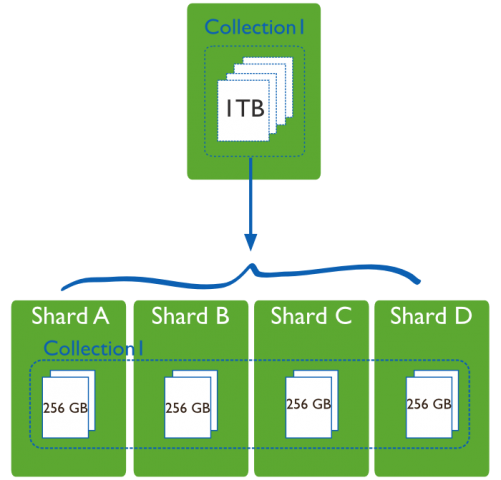 Collection1
1TB
Shard A
Shard B
Shard C
Shard D
Collection1
256 GB
256 GB
256 GB
256 GB